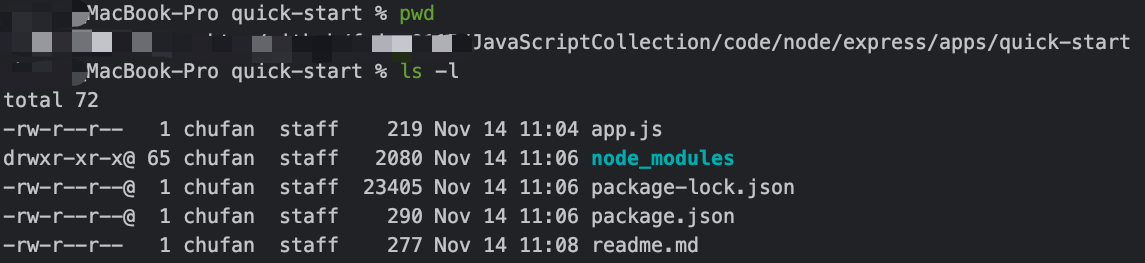 MacBook-Pro quick-start % pwd
/JavaScriptCollection/code/node/express/apps/quick-start
MacBook-Pro quick-start % ls -l
total 72
-rw-r--r--   1 chufan  staff    219 Nov 14 11:04 app.js
drwxr-xr-x@ 65 chufan  staff   2080 Nov 14 11:06 node_modules
-rw-r--r--@  1 chufan  staff  23405 Nov 14 11:06 package-lock.json
-rw-r--r--@  1 chufan  staff    290 Nov 14 11:06 package.json
-rw-r--r--   1 chufan  staff    277 Nov 14 11:08 readme.md